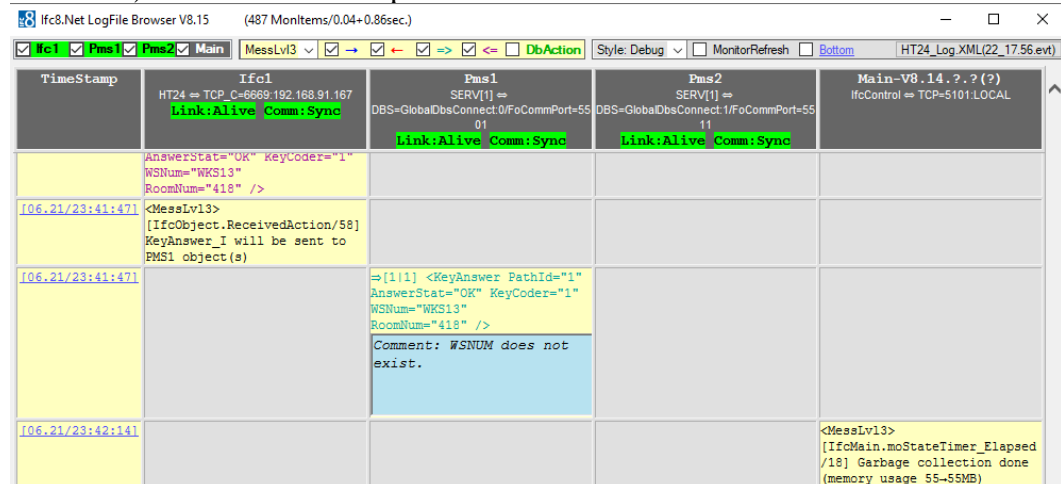 Ifc8.Net LogFile Browser V8.15 (487 MonItems/0.04+0.86sec.)
Ifc1 Pms1 Pms2 Main MessLvl3 → ← => <= DbAction Style: Debug MonitorRefresh Bottom HT24_Log.XML(22_17.56.evt)
TimeStamp
Ifc1
HT24 ⇔ TCP_C=6669:192.168.91.167
Link:Alive Comm:Sync
Pms1
SERV[1] ⇔
DBS=GlobalDbsConnect:0/FoCommPort=55
01
Link:Alive Comm:Sync
Pms2
SERV[1] ⇔
DBS=GlobalDbsConnect:1/FoCommPort=55
11
Link:Alive Comm:Sync
Main-V8.14.?.?(?)
IfcControl ⇔ TCP=5101:LOCAL
AnswerStat="OK" KeyCoder="1"
WSNum="WKS13"
RoomNum="418" />
[06.21/23:41:47]
<MessLvl3>
[IfcObject.ReceivedAction/58]
KeyAnswer_I will be sent to
PMS1 object(s)
[06.21/23:41:47]
⇒[1|1] <KeyAnswer PathId="1"
AnswerStat="OK" KeyCoder="1"
WSNum="WKS13"
RoomNum="418" />
Comment: WSNUM does not
exist.
[06.21/23:42:14]
<MessLvl3>
[IfcMain.moStateTimer_Elapsed
/18] Garbage collection done
(memory usage 55→55MB)